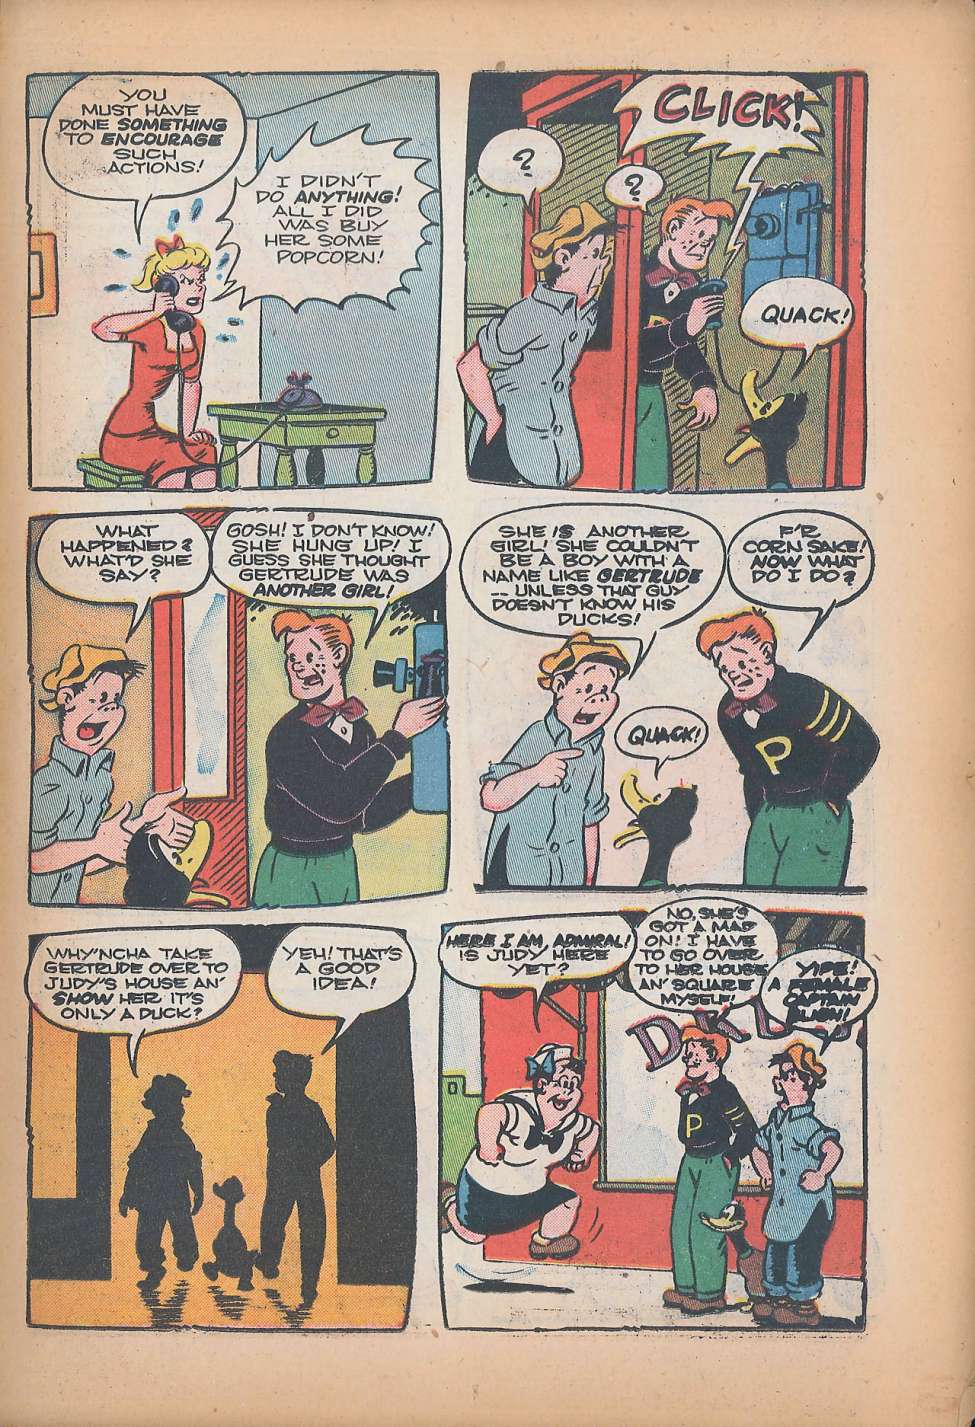 YOU
MUST HAVE
DONE SOMETHING
TO ENCOURAGE
SUCH
ACTIONS!
I DIDN'T
DO ANYTHING!
ALL I DID
WAS BUY
HER SOME
POPCORN!
?
?
CLICK!
QUACK!
P
WHAT
HAPPENED?
WHAT'D SHE
SAY?
GOSH! I DON'T KNOW!
SHE HUNG UP! I
GUESS SHE THOUGHT
GERTRUDE WAS
ANOTHER GIRL!
SHE IS ANOTHER
GIRL! SHE COULDN'T
BE A BOY WITH A
NAME LIKE GERTRUDE
-- UNLESS THAT GUY
DOESN'T KNOW HIS
DUCKS!
QUACK!
F'R
CORN SAKE!
NOW WHAT
DO I DO?
P
WHY'NCHA TAKE
GERTRUDE OVER TO
JUDY'S HOUSE AN'
SHOW HER IT'S
ONLY A DUCK?
YEH! THAT'S
A GOOD
IDEA!
HERE I AM, ADMIRAL!
IS JUDY HERE
YET?
NO, SHE'S
GOT A MAD
ON! I HAVE
TO GO OVER
TO HER HOUSE
AN' SQUARE
MYSELF!
YIPE!
A FEMALE
CAPTAIN
BLIGH!
P